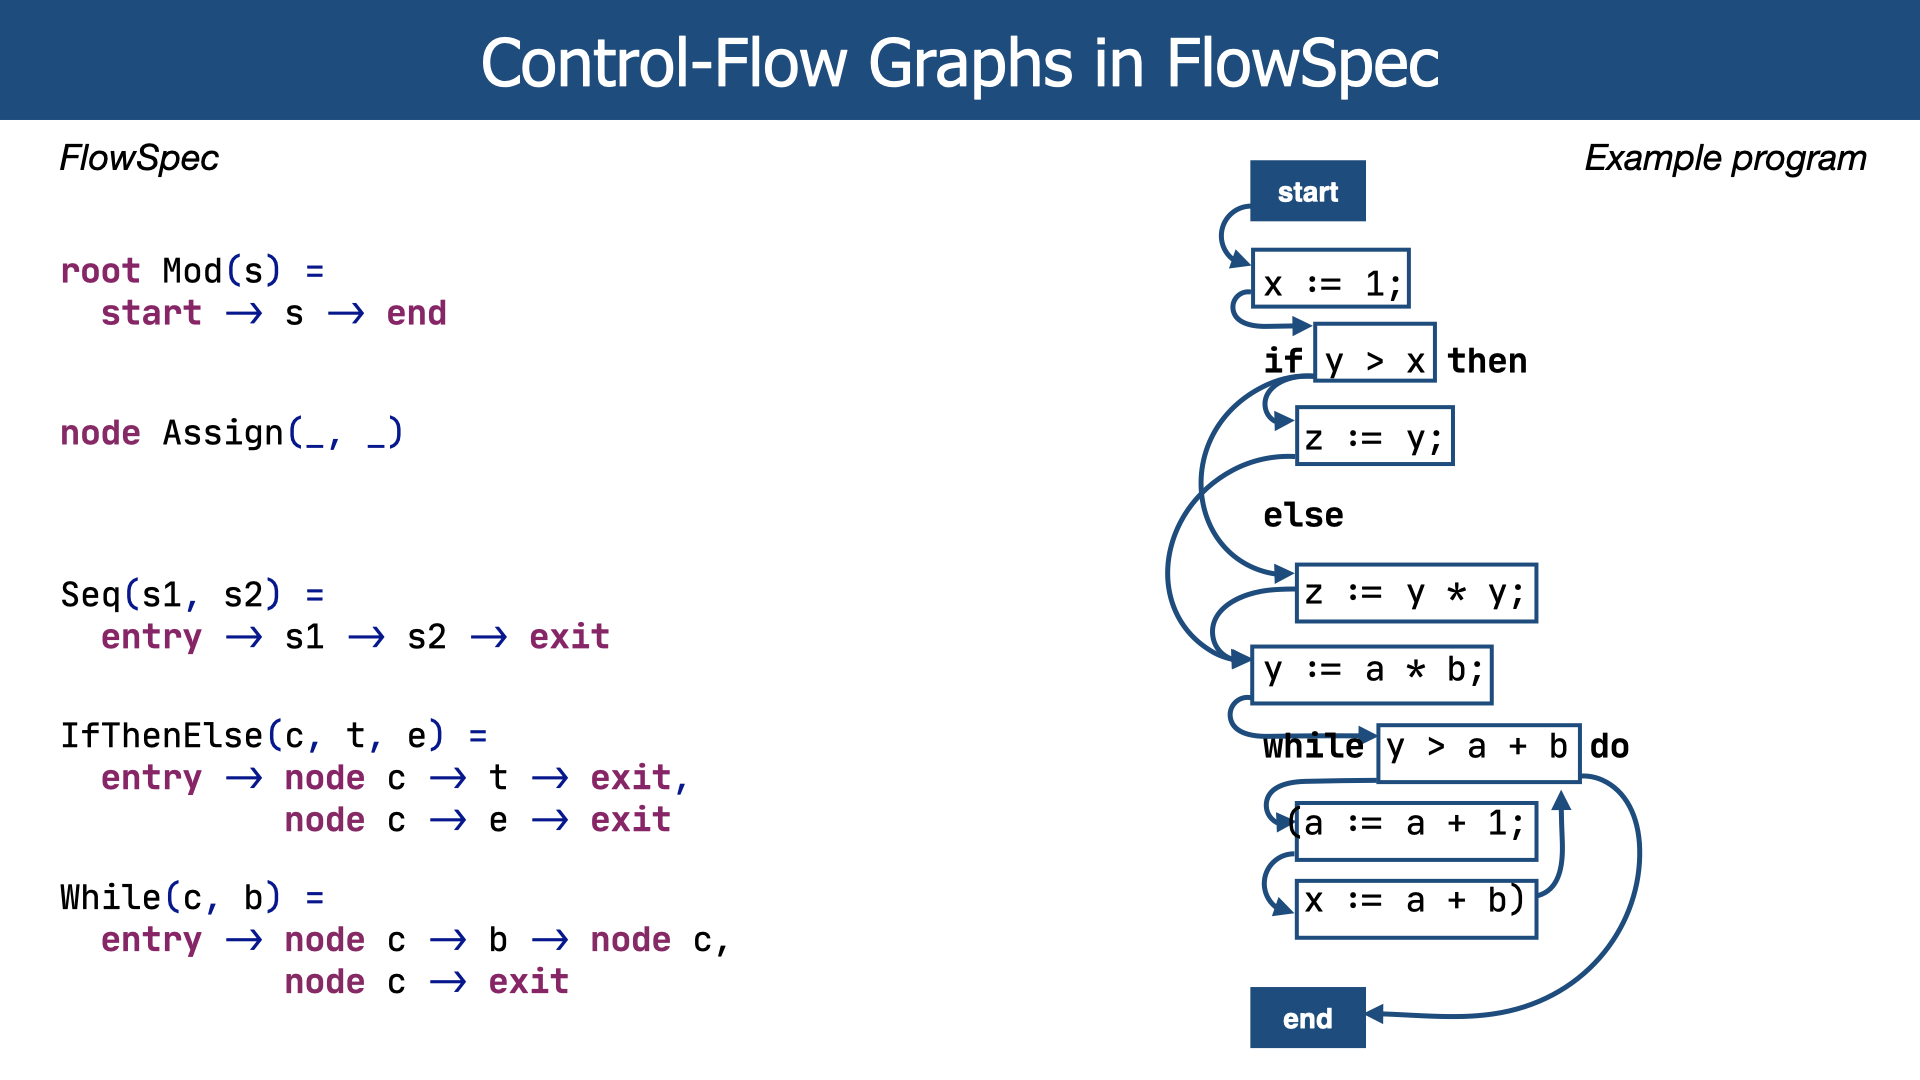 Control-Flow Graphs in FlowSpec
FlowSpec
root Mod(s) =
  start → s → end
node Assign(_, _)
Seq(s1, s2) =
  entry → s1 → s2 → exit
IfThenElse(c, t, e) =
  entry → node c → t → exit,
          node c → e → exit
While(c, b) =
  entry → node c → b → node c,
          node c → exit
Example program
start
x := 1;
if y > x then
z := y;
else
z := y * y;
y := a * b;
while y > a + b do
(a := a + 1;
x := a + b)
end